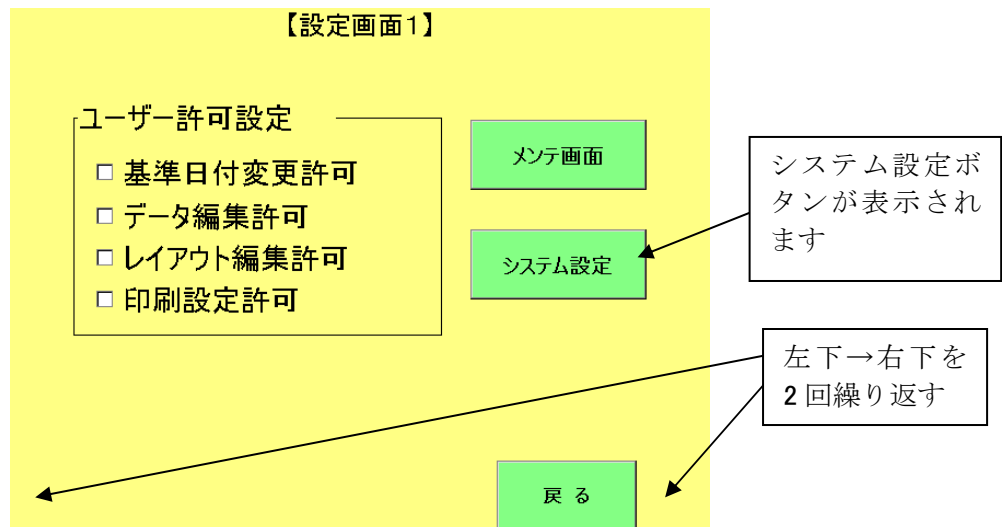 【設定画面1】
ユーザー許可設定
基準日付変更許可
データ編集許可
レイアウト編集許可
印刷設定許可
メンテ画面
システム設定
システム設定ボ
タンが表示され
ます
左下→右下を
2回繰り返す
戻る